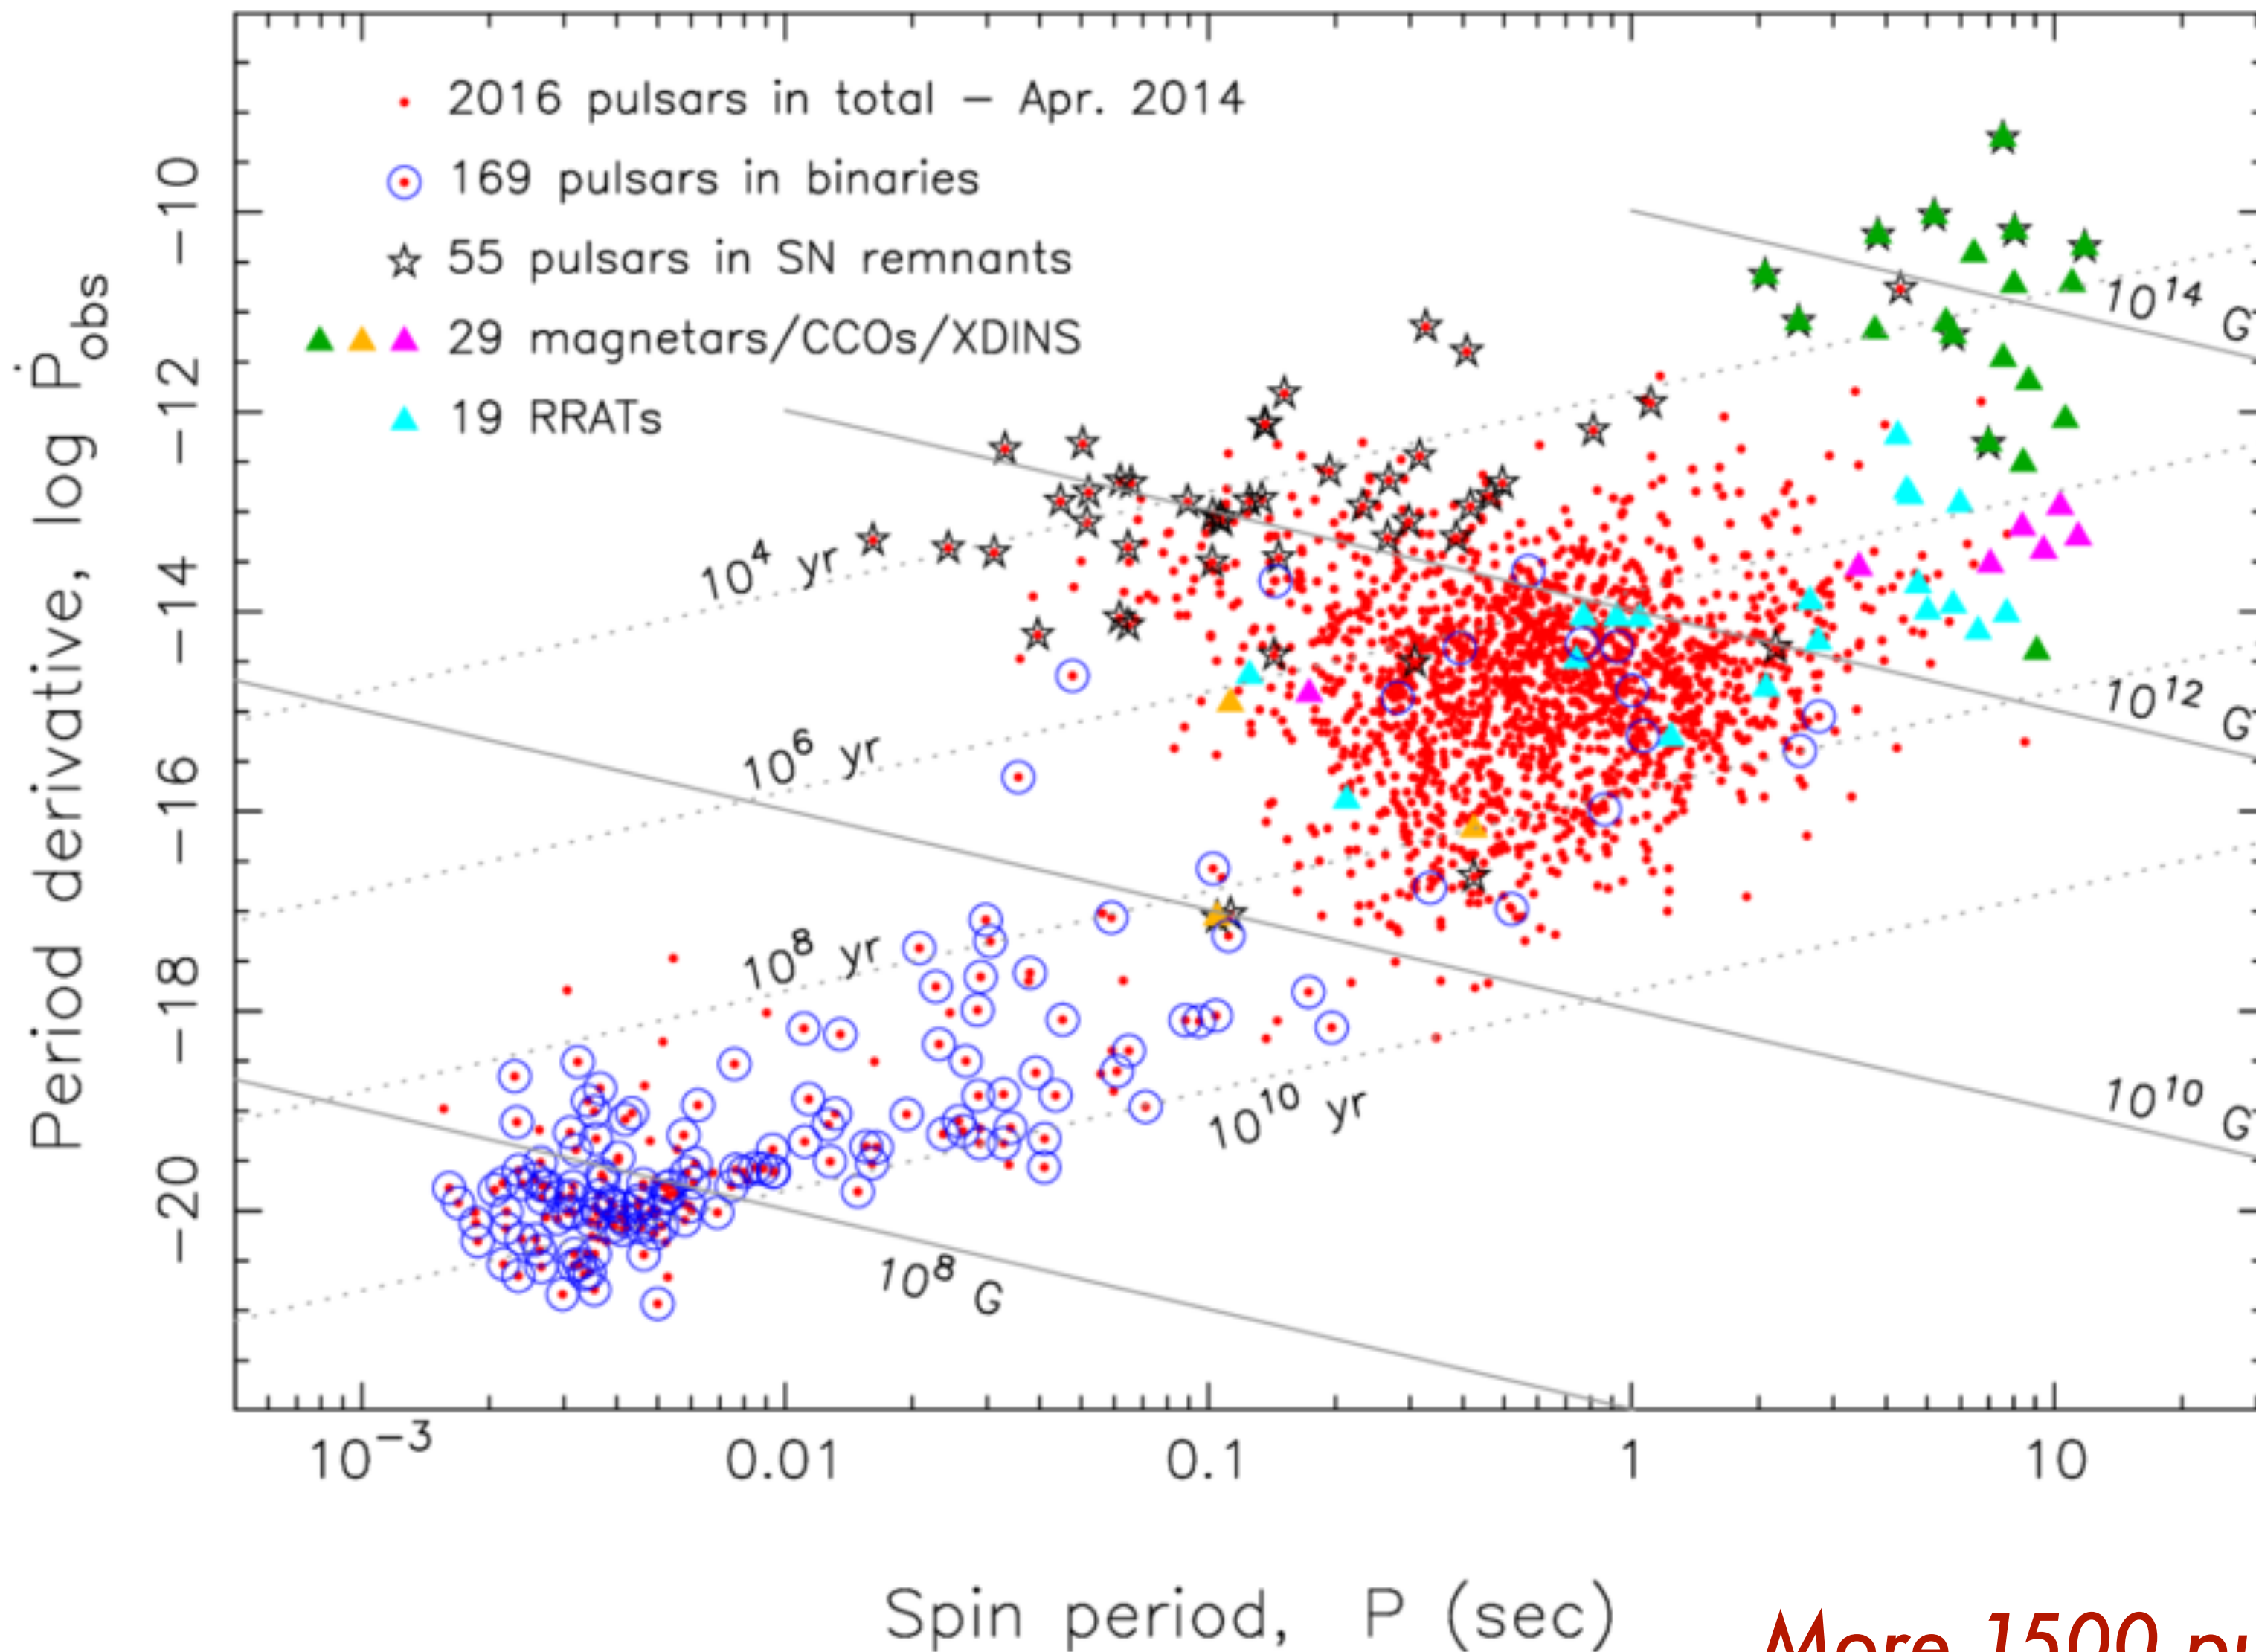 2016 pulsars in total – Apr. 2014
169 pulsars in binaries
55 pulsars in SN remnants
29 magnetars/CCOs/XDINS
19 RRATs
Period derivative, log Ṗobs
−10
−12
−14
−16
−18
−20
10⁴ yr
10⁶ yr
10⁸ yr
10¹⁰ yr
10¹⁴ G
10¹² G
10¹⁰ G
10⁸ G
10⁻³
0.01
0.1
1
10
Spin period, P (sec)
More 1500